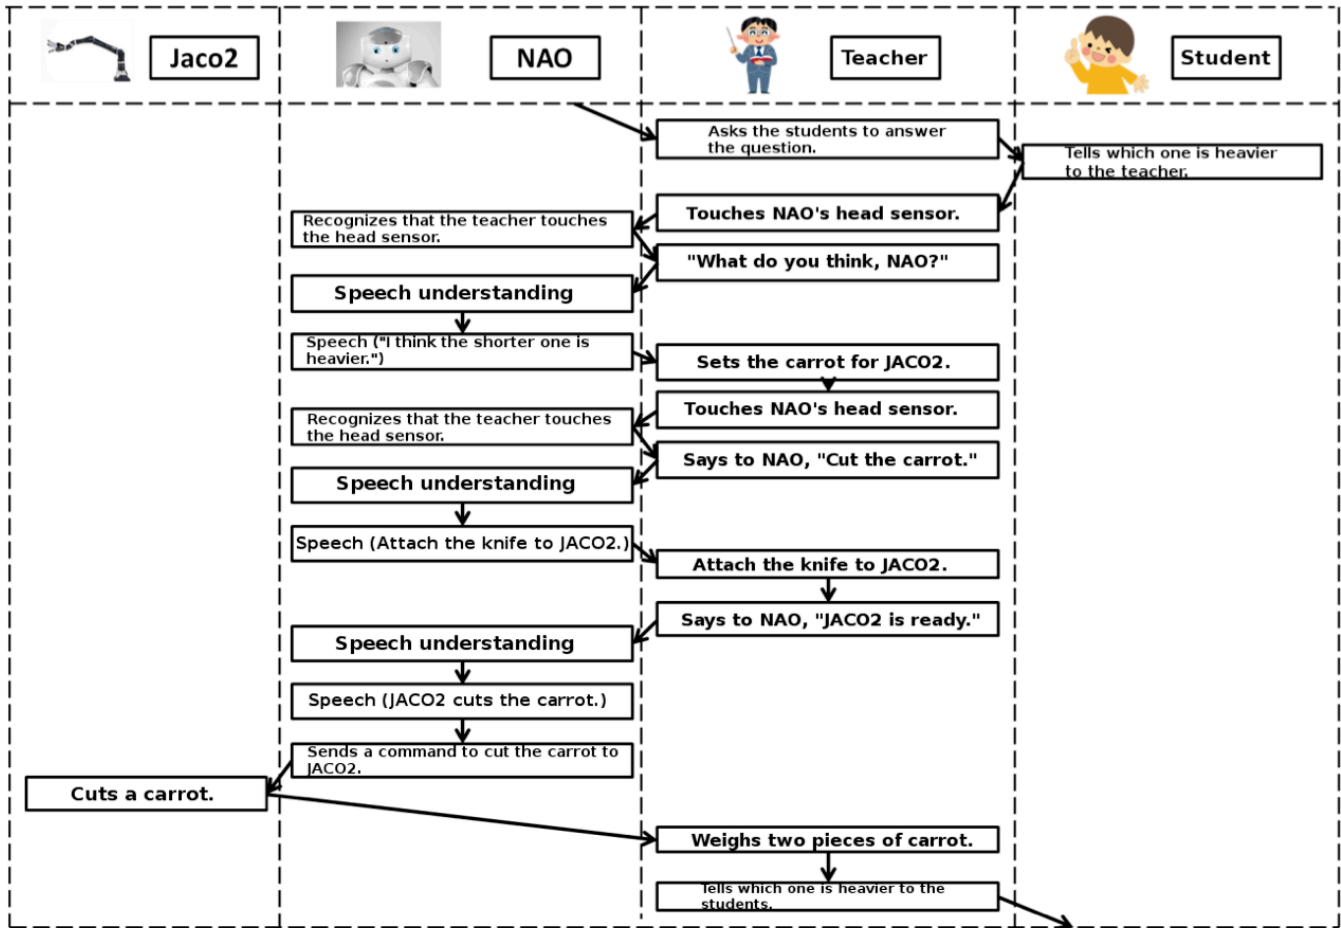 Jaco2
NAO
Teacher
Student
Asks the students to answer
the question.
Tells which one is heavier
to the teacher.
Touches NAO's head sensor.
Recognizes that the teacher touches
the head sensor.
"What do you think, NAO?"
Speech understanding
Speech ("I think the shorter one is
heavier.")
Sets the carrot for JACO2.
Touches NAO's head sensor.
Recognizes that the teacher touches
the head sensor.
Says to NAO, "Cut the carrot."
Speech understanding
Speech (Attach the knife to JACO2.)
Attach the knife to JACO2.
Says to NAO, "JACO2 is ready."
Speech understanding
Speech (JACO2 cuts the carrot.)
Sends a command to cut the carrot to
JACO2.
Cuts a carrot.
Weighs two pieces of carrot.
Tells which one is heavier to the
students.